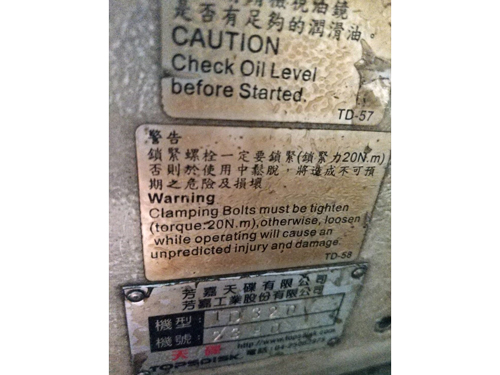 是否有足夠的潤滑油。
CAUTION
Check Oil Level
before Started.
TD-57
警告
鎖緊螺栓一定要鎖緊(鎖緊力20N.m)
否則於使用中鬆脫，將造成不可預
期之危險及損壞
Warning
Clamping Bolts must be tighten
(torque:20N.m),otherwise, loosen
while operating will cause an
unpredicted injury and damage.
TD-58
芳嘉天碟有限公司
芳嘉工業股份有限公司
機型:
機號:
TOPSDISK 電話: